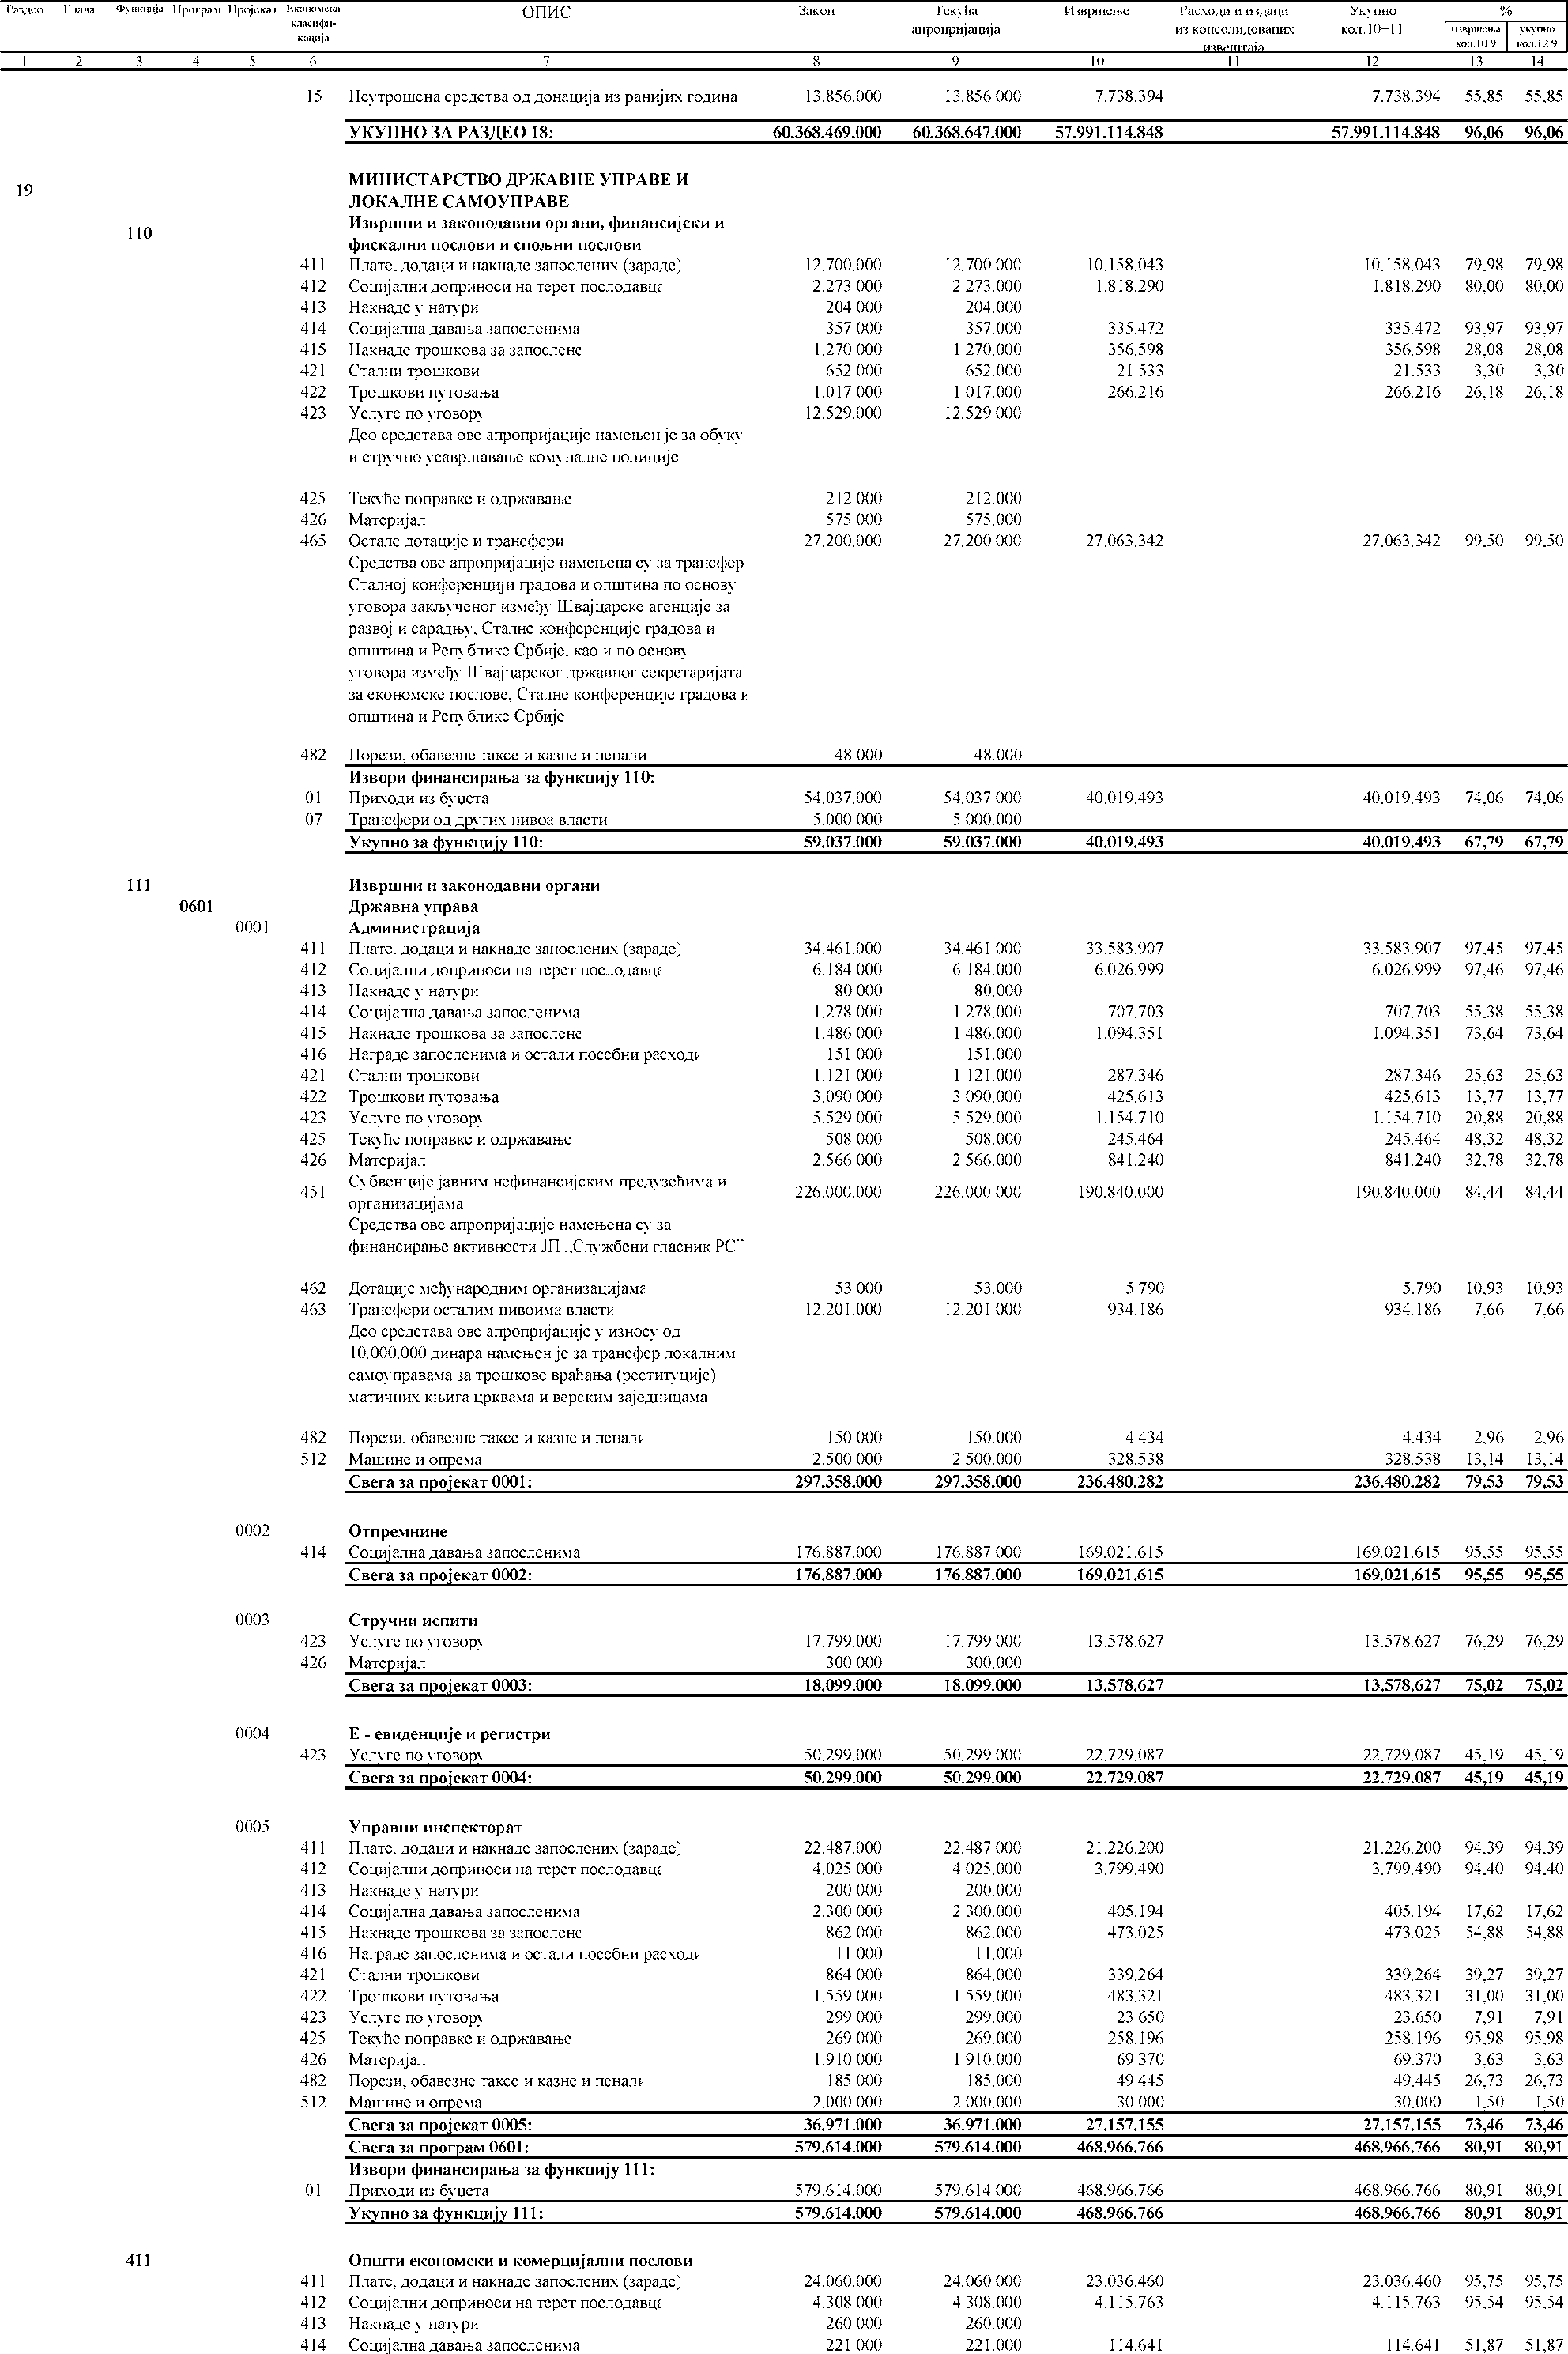 Раздео Глава Функција Програм Пројекат Економска класифи-кација ОПИС Закон Текућа апропријација Извршење Расходи и издаци из консолидованих извештаја Укупно кол.10+11 % извршења кол.10 9 укупно кол.12 9
1 2 3 4 5 6 7 8 9 10 11 12 13 14
15 Неутрошена средства од донација из ранијих година 13.856.000 13.856.000 7.738.394 7.738.394 55,85 55,85
УКУПНО ЗА РАЗДЕО 18: 60.368.469.000 60.368.647.000 57.991.114.848 57.991.114.848 96,06 96,06
19 МИНИСТАРСТВО ДРЖАВНЕ УПРАВЕ И
ЛОКАЛНЕ САМОУПРАВЕ
110 Извршни и законодавни органи, финансијски и
фискални послови и спољни послови
411 Плате, додаци и накнаде запослених (зараде) 12.700.000 12.700.000 10.158.043 10.158.043 79,98 79,98
412 Социјални доприноси на терет послодавца 2.273.000 2.273.000 1.818.290 1.818.290 80,00 80,00
413 Накнаде у натури 204.000 204.000
414 Социјална давања запосленима 357.000 357.000 335.472 335.472 93,97 93,97
415 Накнаде трошкова за запослене 1.270.000 1.270.000 356.598 356.598 28,08 28,08
421 Стални трошкови 652.000 652.000 21.533 21.533 3,30 3,30
422 Трошкови путовања 1.017.000 1.017.000 266.216 266.216 26,18 26,18
423 Услуге по уговору 12.529.000 12.529.000
Део средстава ове апропријације намењен је за обуку
и стручно усавршавање комуналне полиције
425 Текуће поправке и одржавање 212.000 212.000
426 Материјал 575.000 575.000
465 Остале дотације и трансфери 27.200.000 27.200.000 27.063.342 27.063.342 99,50 99,50
Средства ове апропријације намењена су за трансфер
Сталној конференцији градова и општина по основу
уговора закљученог између Швајцарске агенције за
развој и сарадњу, Сталне конференције градова и
општина и Републике Србије, као и по основу
уговора између Швајцарског државног секретаријата
за економске послове, Сталне конференције градова и
општина и Републике Србије
482 Порези, обавезне таксе и казне и пенали 48.000 48.000
Извори финансирања за функцију 110:
01 Приходи из буџета 54.037.000 54.037.000 40.019.493 40.019.493 74,06 74,06
07 Трансфери од других нивоа власти 5.000.000 5.000.000
Укупно за функцију 110: 59.037.000 59.037.000 40.019.493 40.019.493 67,79 67,79
111 Извршни и законодавни органи
0601 Државна управа
0001 Администрација
411 Плате, додаци и накнаде запослених (зараде) 34.461.000 34.461.000 33.583.907 33.583.907 97,45 97,45
412 Социјални доприноси на терет послодавца 6.184.000 6.184.000 6.026.999 6.026.999 97,46 97,46
413 Накнаде у натури 80.000 80.000
414 Социјална давања запосленима 1.278.000 1.278.000 707.703 707.703 55,38 55,38
415 Накнаде трошкова за запослене 1.486.000 1.486.000 1.094.351 1.094.351 73,64 73,64
416 Награде запосленима и остали посебни расходи 151.000 151.000
421 Стални трошкови 1.121.000 1.121.000 287.346 287.346 25,63 25,63
422 Трошкови путовања 3.090.000 3.090.000 425.613 425.613 13,77 13,77
423 Услуге по уговору 5.529.000 5.529.000 1.154.710 1.154.710 20,88 20,88
425 Текуће поправке и одржавање 508.000 508.000 245.464 245.464 48,32 48,32
426 Материјал 2.566.000 2.566.000 841.240 841.240 32,78 32,78
451 Субвенције јавним нефинансијским предузећима и
организацијама 226.000.000 226.000.000 190.840.000 190.840.000 84,44 84,44
Средства ове апропријације намењена су за
финансирање активности ЈП „Службени гласник РС"
462 Дотације међународним организацијама 53.000 53.000 5.790 5.790 10,93 10,93
463 Трансфери осталим нивоима власти 12.201.000 12.201.000 934.186 934.186 7,66 7,66
Део средстава ове апропријације у износу од
10.000.000 динара намењен је за трансфер локалним
самоуправама за трошкове враћања (реституције)
матичних књига црквама и верским заједницама
482 Порези, обавезне таксе и казне и пенали 150.000 150.000 4.434 4.434 2,96 2,96
512 Машине и опрема 2.500.000 2.500.000 328.538 328.538 13,14 13,14
Свега за пројекат 0001: 297.358.000 297.358.000 236.480.282 236.480.282 79,53 79,53
0002 Отпремнине
414 Социјална давања запосленима 176.887.000 176.887.000 169.021.615 169.021.615 95,55 95,55
Свега за пројекат 0002: 176.887.000 176.887.000 169.021.615 169.021.615 95,55 95,55
0003 Стручни испити
423 Услуге по уговору 17.799.000 17.799.000 13.578.627 13.578.627 76,29 76,29
426 Материјал 300.000 300.000
Свега за пројекат 0003: 18.099.000 18.099.000 13.578.627 13.578.627 75,02 75,02
0004 Е - евиденције и регистри
423 Услуге по уговору 50.299.000 50.299.000 22.729.087 22.729.087 45,19 45,19
Свега за пројекат 0004: 50.299.000 50.299.000 22.729.087 22.729.087 45,19 45,19
0005 Управни инспекторат
411 Плате, додаци и накнаде запослених (зараде) 22.487.000 22.487.000 21.226.200 21.226.200 94,39 94,39
412 Социјални доприноси на терет послодавца 4.025.000 4.025.000 3.799.490 3.799.490 94,40 94,40
413 Накнаде у натури 200.000 200.000
414 Социјална давања запосленима 2.300.000 2.300.000 405.194 405.194 17,62 17,62
415 Накнаде трошкова за запослене 862.000 862.000 473.025 473.025 54,88 54,88
416 Награде запосленима и остали посебни расходи 11.000 11.000
421 Стални трошкови 864.000 864.000 339.264 339.264 39,27 39,27
422 Трошкови путовања 1.559.000 1.559.000 483.321 483.321 31,00 31,00
423 Услуге по уговору 299.000 299.000 23.650 23.650 7,91 7,91
425 Текуће поправке и одржавање 269.000 269.000 258.196 258.196 95,98 95,98
426 Материјал 1.910.000 1.910.000 69.370 69.370 3,63 3,63
482 Порези, обавезне таксе и казне и пенали 185.000 185.000 49.445 49.445 26,73 26,73
512 Машине и опрема 2.000.000 2.000.000 30.000 30.000 1,50 1,50
Свега за пројекат 0005: 36.971.000 36.971.000 27.157.155 27.157.155 73,46 73,46
Свега за програм 0601: 579.614.000 579.614.000 468.966.766 468.966.766 80,91 80,91
Извори финансирања за функцију 111:
01 Приходи из буџета 579.614.000 579.614.000 468.966.766 468.966.766 80,91 80,91
Укупно за функцију 111: 579.614.000 579.614.000 468.966.766 468.966.766 80,91 80,91
411 Општи економски и комерцијални послови
411 Плате, додаци и накнаде запослених (зараде) 24.060.000 24.060.000 23.036.460 23.036.460 95,75 95,75
412 Социјални доприноси на терет послодавца 4.308.000 4.308.000 4.115.763 4.115.763 95,54 95,54
413 Накнаде у натури 260.000 260.000
414 Социјална давања запосленима 221.000 221.000 114.641 114.641 51,87 51,87